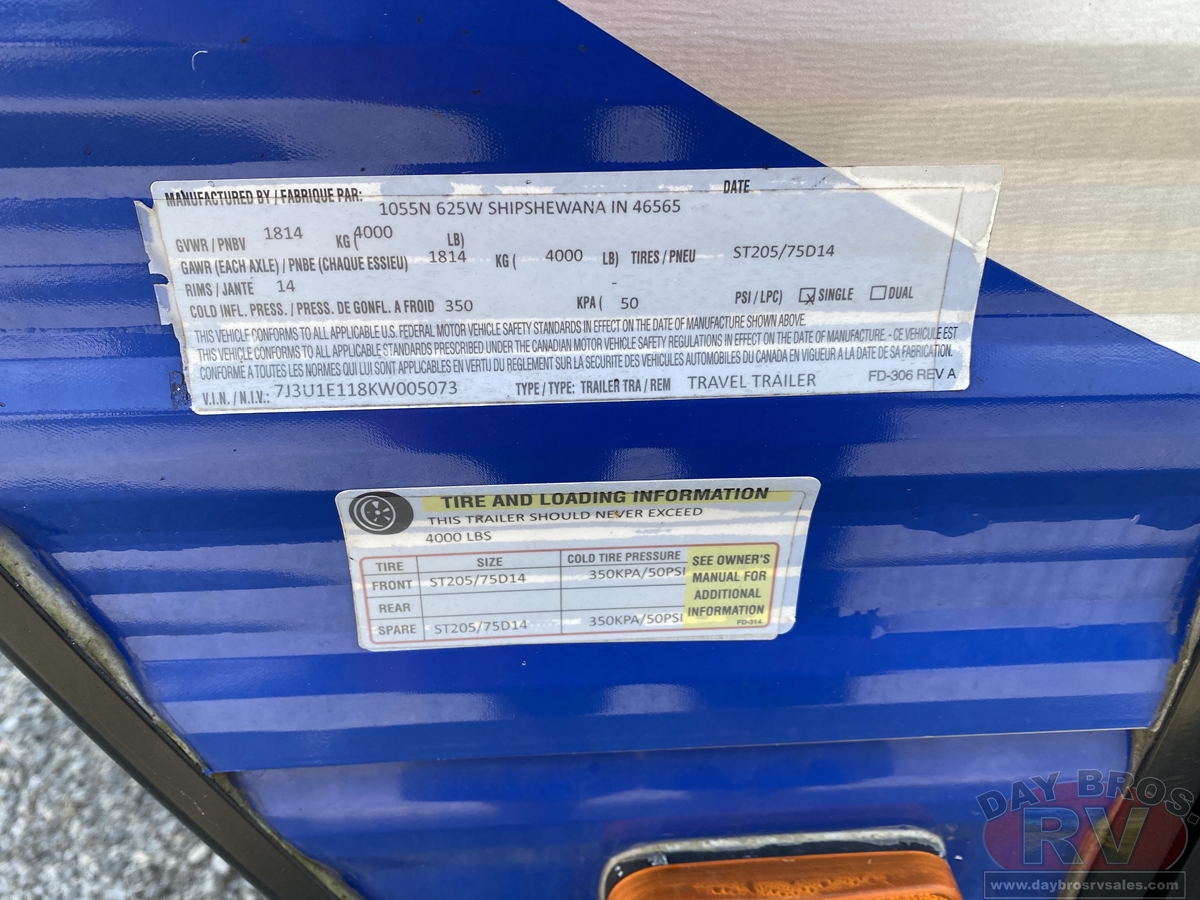 MANUFACTURED BY / FABRIQUE PAR: DATE
1055N 625W SHIPSHEWANA IN 46565
GVWR / PNBV 1814 KG (4000 LB)
GAWR (EACH AXLE) / PNBE (CHAQUE ESSIEU) 1814 KG ( 4000 LB) TIRES / PNEU ST205/75D14
RIMS / JANTE 14 -
COLD INFL. PRESS. / PRESS. DE GONFL. A FROID 350 KPA ( 50 PSI / LPC) SINGLE DUAL
THIS VEHICLE CONFORMS TO ALL APPLICABLE U.S. FEDERAL MOTOR VEHICLE SAFETY STANDARDS IN EFFECT ON THE DATE OF MANUFACTURE SHOWN ABOVE.
THIS VEHICLE CONFORMS TO ALL APPLICABLE STANDARDS PRESCRIBED UNDER THE CANADIAN MOTOR VEHICLE SAFETY REGULATIONS IN EFFECT ON THE DATE OF MANUFACTURE. - CE VEHICULE EST
CONFORME A TOUTES LES NORMES QUI LUI SONT APPLICABLES EN VERTU DU REGLEMENT SUR LA SECURITE DES VEHICULES AUTOMOBILES DU CANADA EN VIGUEUR A LA DATE DE SA FABRICATION.
V.I.N. / N.I.V.: 7J3U1E118KW005073 TYPE / TYPE: TRAILER TRA / REM TRAVEL TRAILER FD-306 REV A
TIRE AND LOADING INFORMATION
THIS TRAILER SHOULD NEVER EXCEED
4000 LBS
TIRE SIZE COLD TIRE PRESSURE
FRONT ST205/75D14 350KPA/50PSI
REAR
SPARE ST205/75D14 350KPA/50PSI
SEE OWNER'S
MANUAL FOR
ADDITIONAL
INFORMATION
FD-314
DAY BROS.
RV
www.daybrosrvsales.com